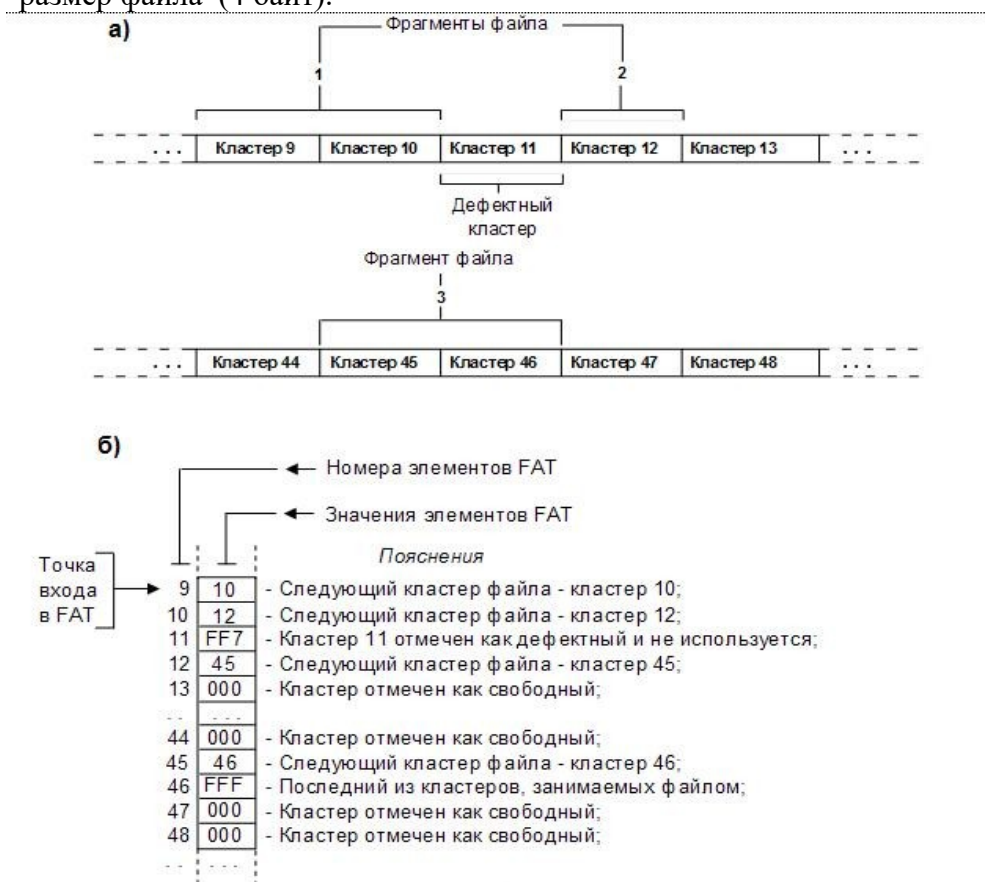 размер файла (4 байт).
а)
Фрагменты файла
1
2
. . . Кластер 9 Кластер 10 Кластер 11 Кластер 12 Кластер 13 . . .
Дефектный
кластер
Фрагмент файла
3
. . . Кластер 44 Кластер 45 Кластер 46 Кластер 47 Кластер 48 . . .
б)
Номера элементов FAT
Значения элементов FAT
Пояснения
Точка
входа
в FAT
9 10 - Следующий кластер файла - кластер 10;
10 12 - Следующий кластер файла - кластер 12;
11 FF7 - Кластер 11 отмечен как дефектный и не используется;
12 45 - Следующий кластер файла - кластер 45;
13 000 - Кластер отмечен как свободный;
. . . . .
44 000 - Кластер отмечен как свободный;
45 46 - Следующий кластер файла - кластер 46;
46 FFF - Последний из кластеров, занимаемых файлом;
47 000 - Кластер отмечен как свободный;
48 000 - Кластер отмечен как свободный;
. . . . .